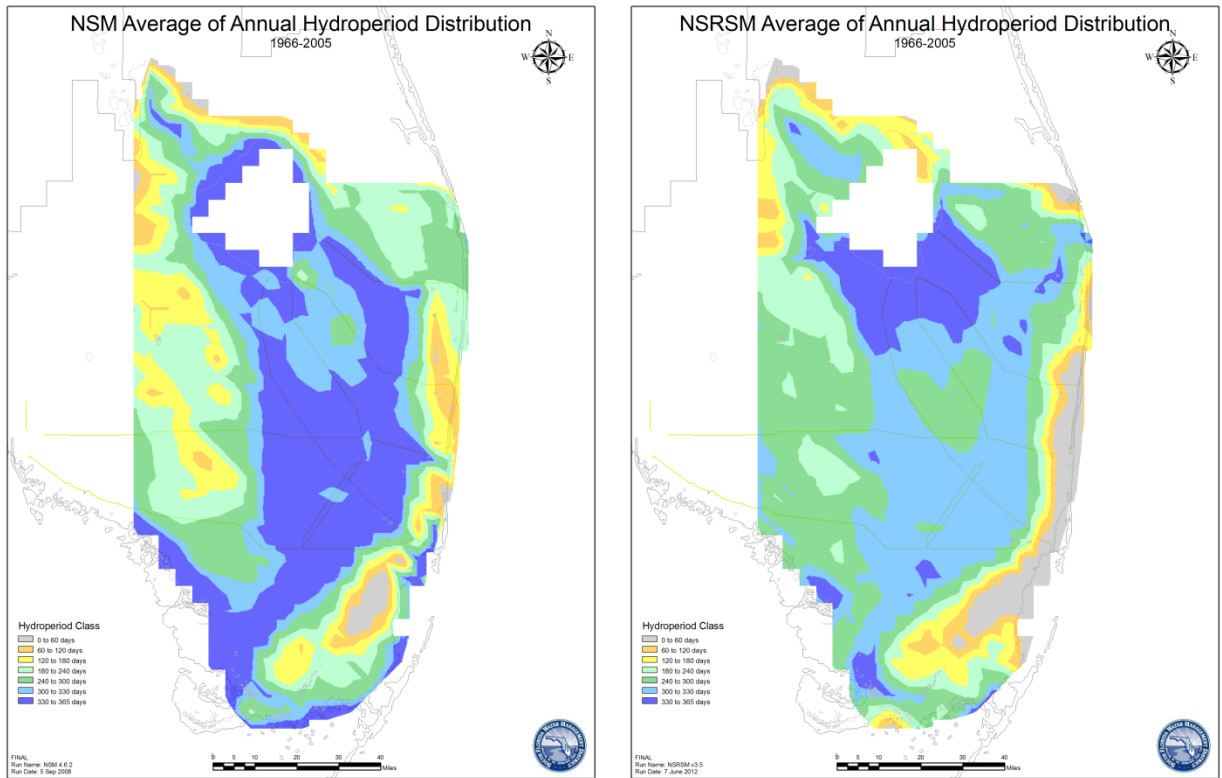 NSM Average of Annual Hydroperiod Distribution
1966-2005
N
W
E
S
Hydroperiod Class
0 to 60 days
60 to 120 days
120 to 180 days
180 to 240 days
240 to 300 days
300 to 330 days
330 to 365 days
FINAL
Run Name: NSM 4.6.2
Run Date: 5 Sep 2008
0 5 10 20 30 40
Miles
NSRSM Average of Annual Hydroperiod Distribution
1966-2005
N
W
E
S
Hydroperiod Class
0 to 60 days
60 to 120 days
120 to 180 days
180 to 240 days
240 to 300 days
300 to 330 days
330 to 365 days
FINAL
Run Name: NSRSM v3.5
Run Date: 7 June 2012
0 5 10 20 30 40
Miles